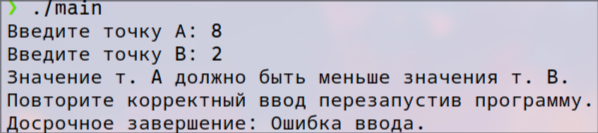 ❯ ./main
Введите точку A: 8
Введите точку B: 2
Значение т. A должно быть меньше значения т. B.
Повторите корректный ввод перезапустив программу.
Досрочное завершение: Ошибка ввода.